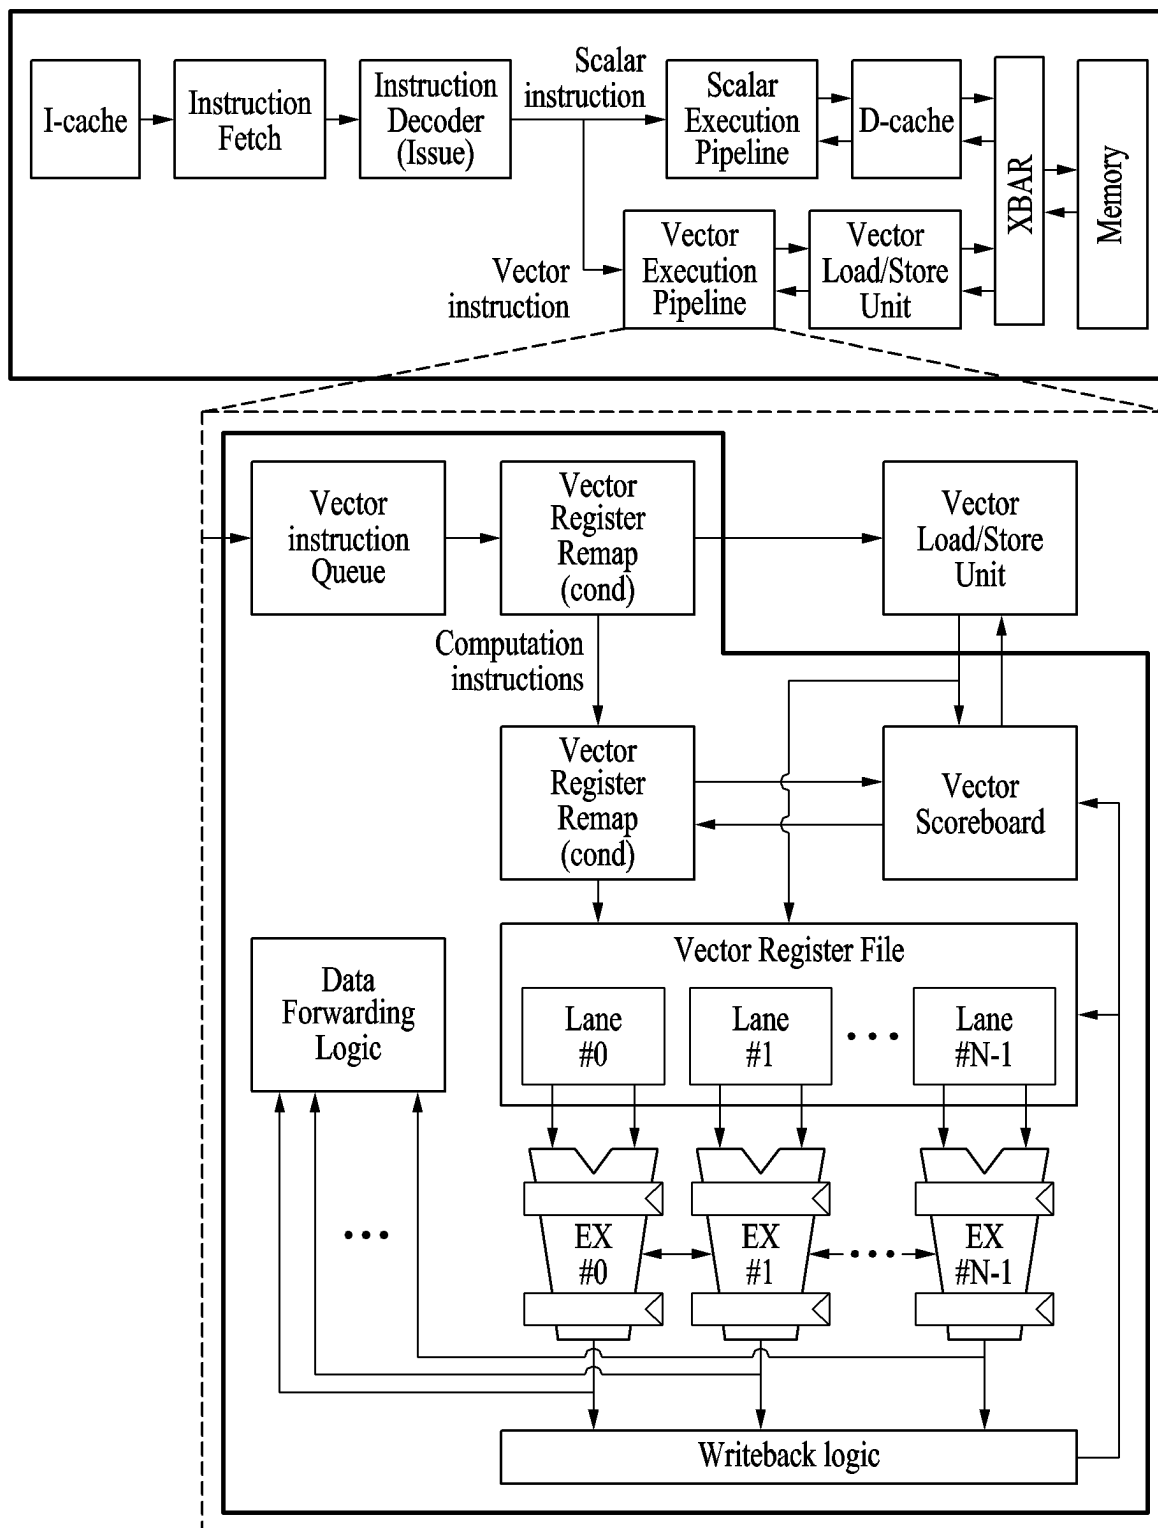 I-cache
Instruction
Fetch
Instruction
Decoder
(Issue)
Scalar
instruction
Scalar
Execution
Pipeline
D-cache
XBAR
Memory
Vector
instruction
Vector
Execution
Pipeline
Vector
Load/Store
Unit
Vector
instruction
Queue
Vector
Register
Remap
(cond)
Vector
Load/Store
Unit
Computation
instructions
Vector
Register
Remap
(cond)
Vector
Scoreboard
Data
Forwarding
Logic
Vector Register File
Lane
#0
Lane
#1
Lane
#N-1
EX
#0
EX
#1
EX
#N-1
Writeback logic